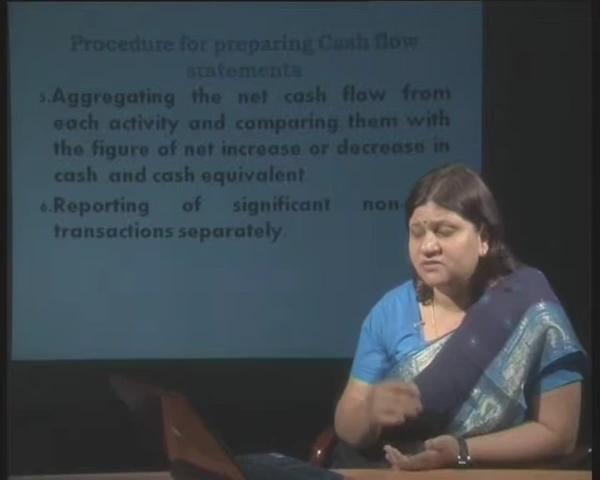 Procedure for preparing Cash flow
statements
5.Aggregating the net cash flow from
each activity and comparing them with
the figure of net increase or decrease in
cash and cash equivalent
6.Reporting of significant non-
transactions separately.